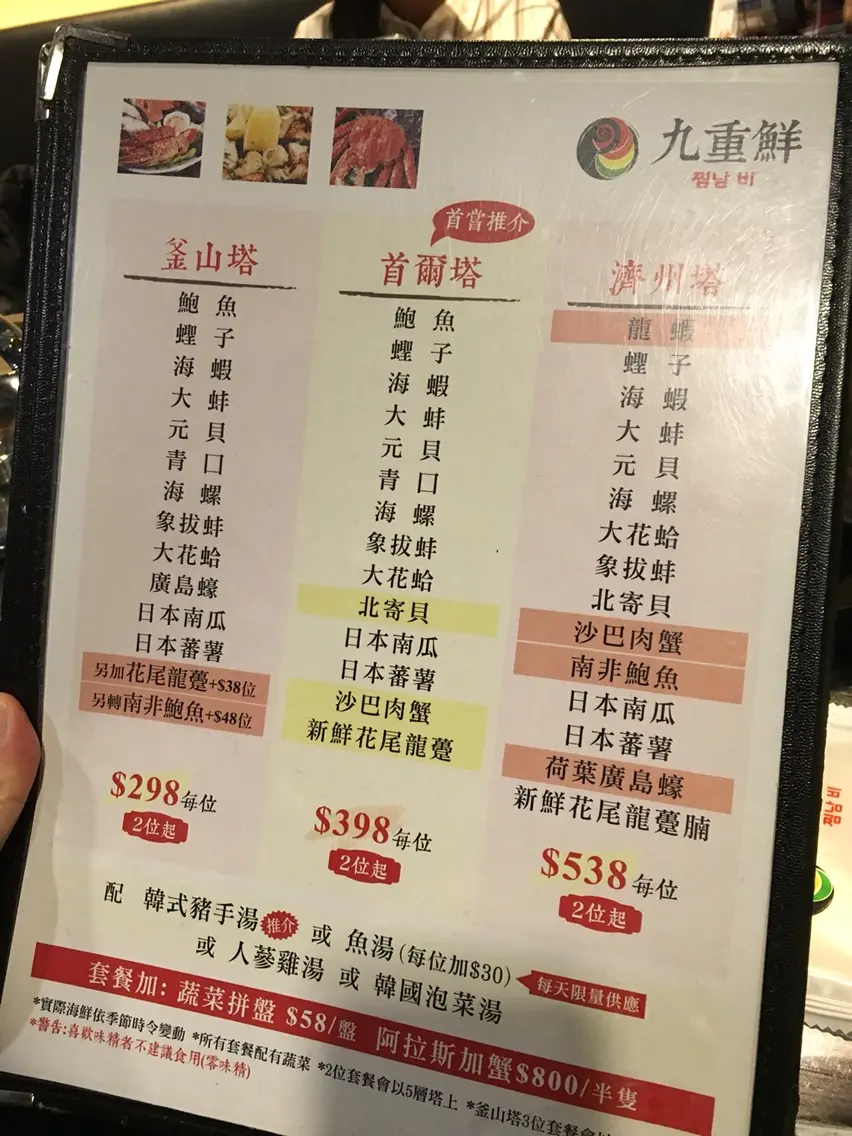 九重鮮
찜남비
釜山塔
鮑魚
蟶子
海蝦
大蚌
元貝
青口
海螺
象拔蚌
大花蛤
廣島蠔
日本南瓜
日本蕃薯
另加花尾龍躉+$38位
另轉南非鮑魚+$48位
$298每位
2位起
首嘗推介
首爾塔
鮑魚
蟶子
海蝦
大蚌
元貝
青口
海螺
象拔蚌
大花蛤
北寄貝
日本南瓜
日本蕃薯
沙巴肉蟹
新鮮花尾龍躉
$398每位
2位起
濟州塔
龍蝦
蟶子
海蝦
大蚌
元貝
海螺
大花蛤
象拔蚌
北寄貝
沙巴肉蟹
南非鮑魚
日本南瓜
日本蕃薯
荷葉廣島蠔
新鮮花尾龍躉腩
$538每位
2位起
配 韓式豬手湯 推介 或 魚湯(每位加$30)
或 人蔘雞湯 或 韓國泡菜湯 每天限量供應
套餐加: 蔬菜拼盤 $58/盤 阿拉斯加蟹$800/半隻
*實際海鮮依季節時令變動 *所有套餐配有蔬菜 *2位套餐會以5層塔上 *釜山塔3位套餐會
*警告:喜歡味精者不建議食用(零味精)